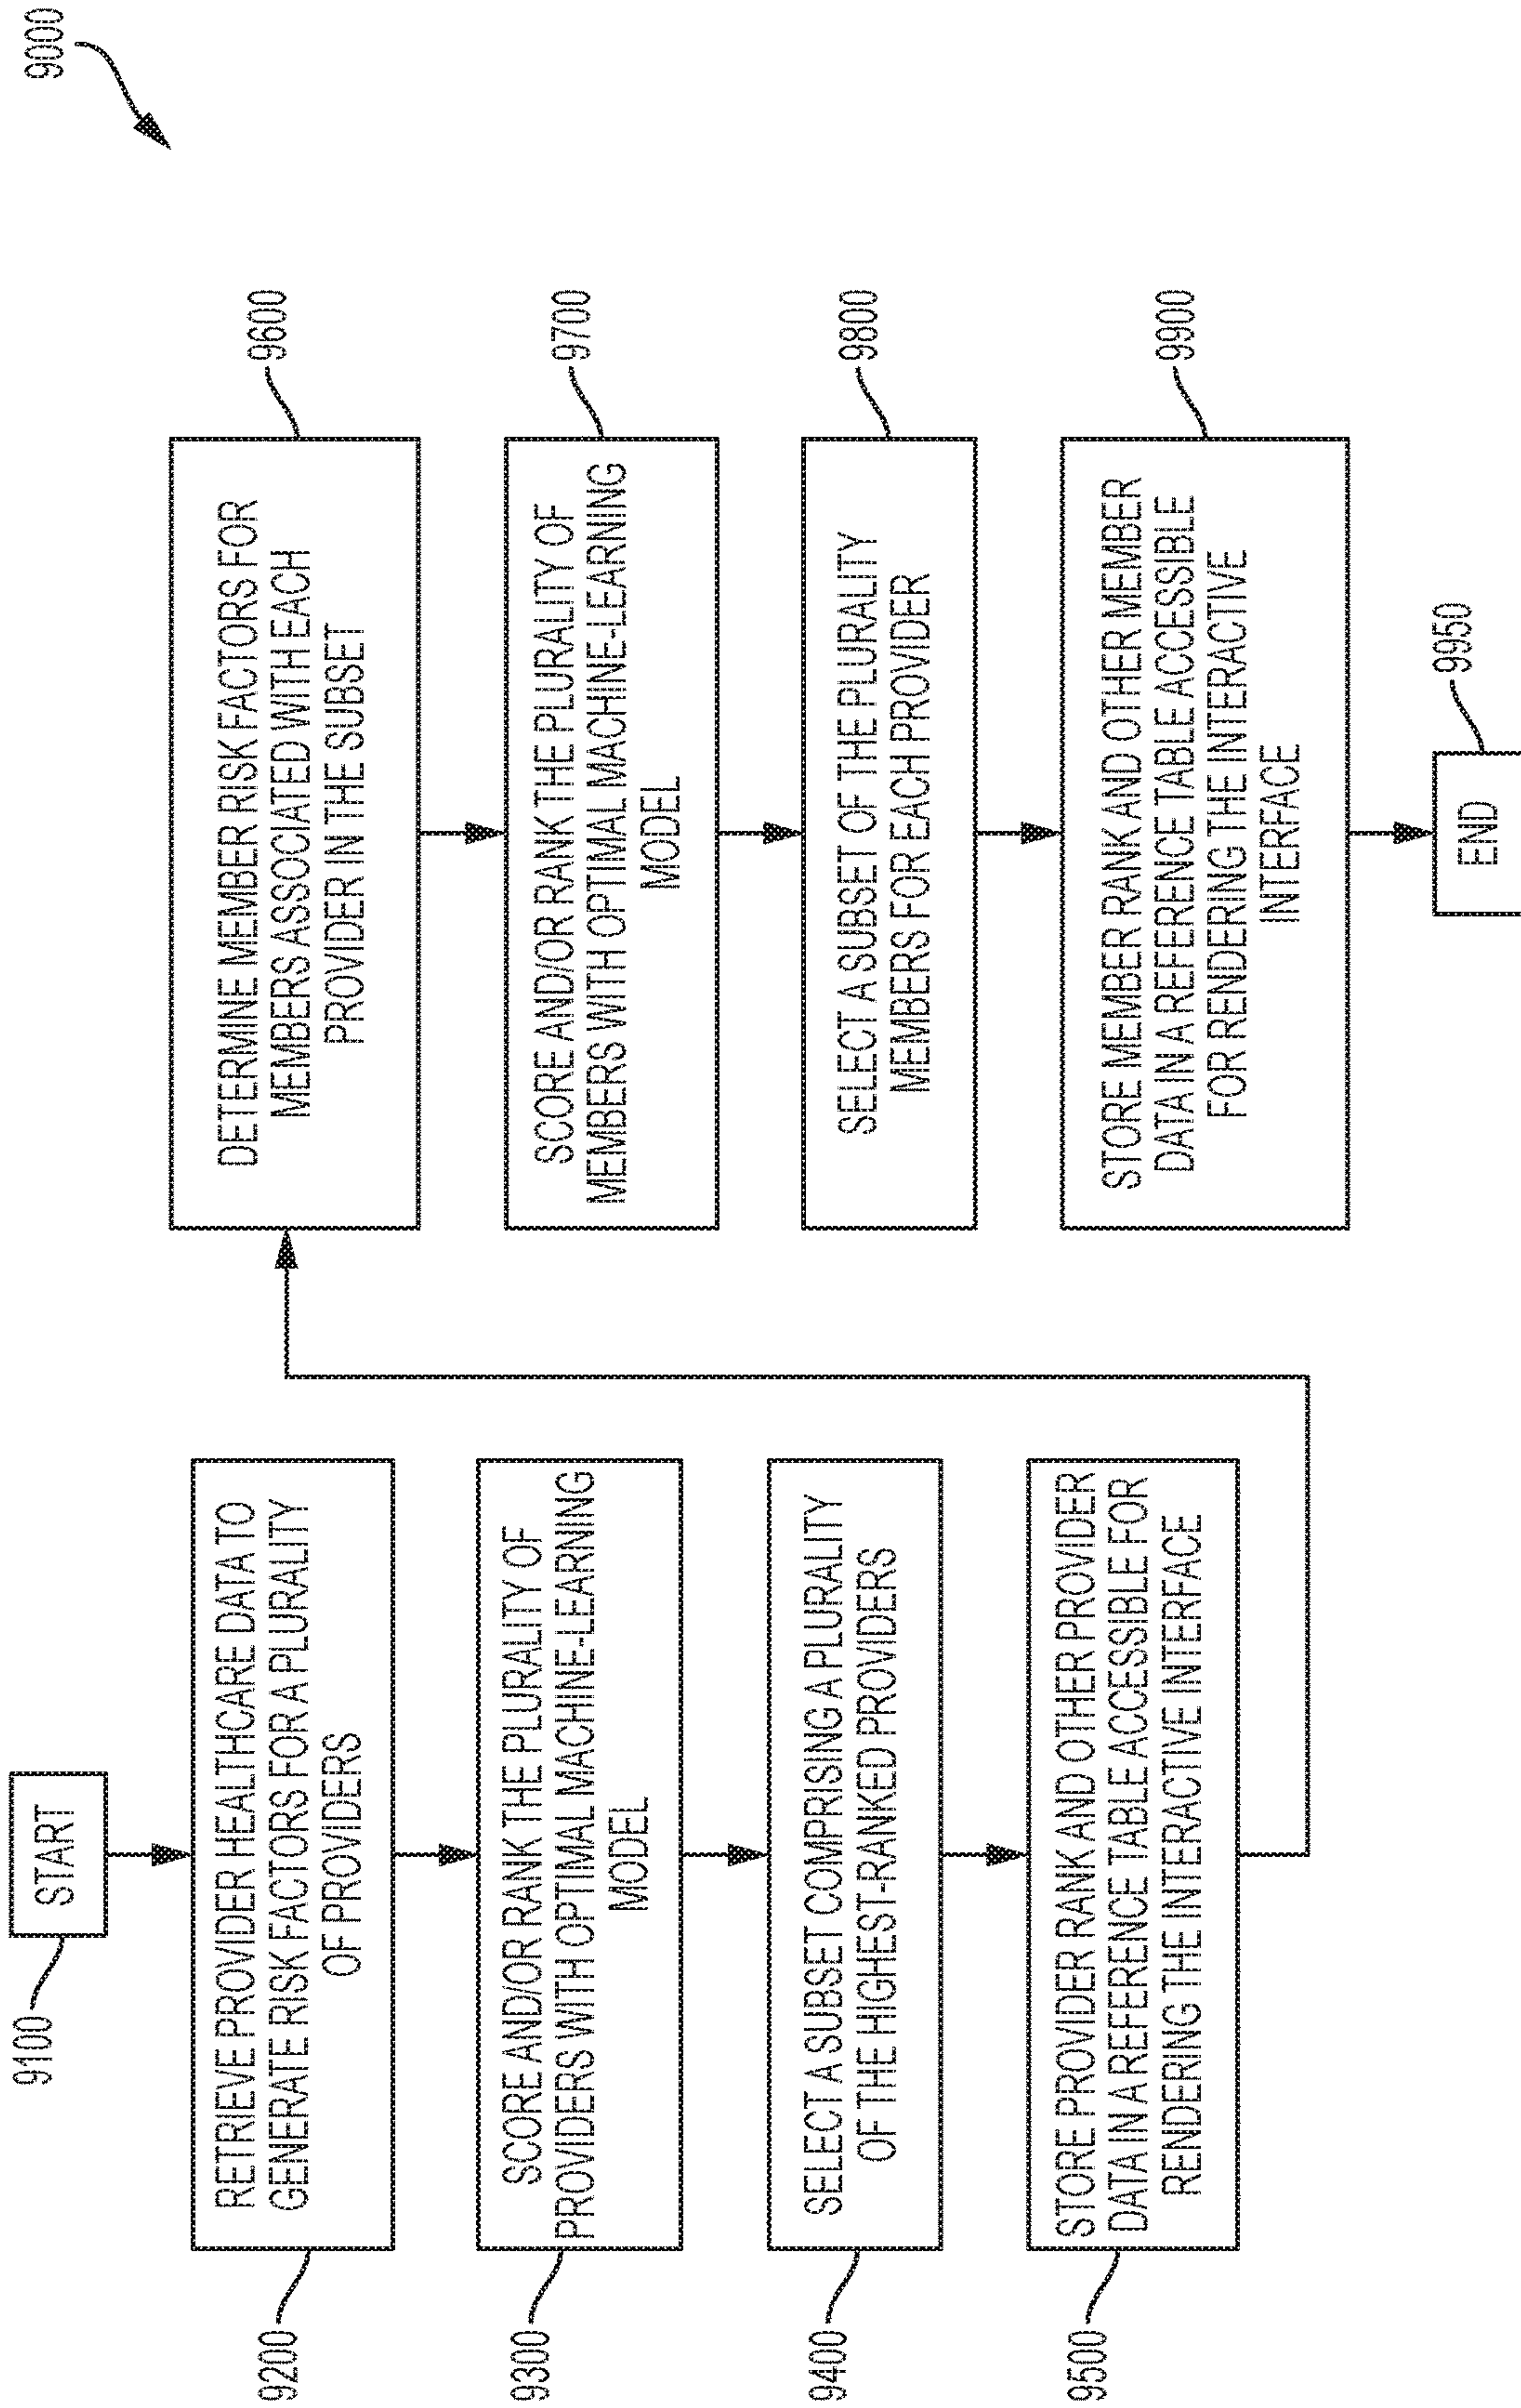 9000
START
9100
RETRIEVE PROVIDER HEALTHCARE DATA TO
GENERATE RISK FACTORS FOR A PLURALITY
OF PROVIDERS
9200
SCORE AND/OR RANK THE PLURALITY OF
PROVIDERS WITH OPTIMAL MACHINE-LEARNING
MODEL
9300
SELECT A SUBSET COMPRISING A PLURALITY
OF THE HIGHEST-RANKED PROVIDERS
9400
STORE PROVIDER RANK AND OTHER PROVIDER
DATA IN A REFERENCE TABLE ACCESSIBLE FOR
RENDERING THE INTERACTIVE INTERFACE
9500
DETERMINE MEMBER RISK FACTORS FOR
MEMBERS ASSOCIATED WITH EACH
PROVIDER IN THE SUBSET
9600
SCORE AND/OR RANK THE PLURALITY OF
MEMBERS WITH OPTIMAL MACHINE-LEARNING
MODEL
9700
SELECT A SUBSET OF THE PLURALITY
MEMBERS FOR EACH PROVIDER
9800
STORE MEMBER RANK AND OTHER MEMBER
DATA IN A REFERENCE TABLE ACCESSIBLE
FOR RENDERING THE INTERACTIVE
INTERFACE
9900
END
9950